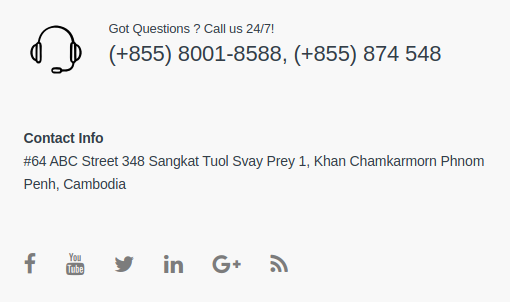 Got Questions ? Call us 24/7!
(+855) 8001-8588, (+855) 874 548
Contact Info
#64 ABC Street 348 Sangkat Tuol Svay Prey 1, Khan Chamkarmorn Phnom
Penh, Cambodia
You
Tube